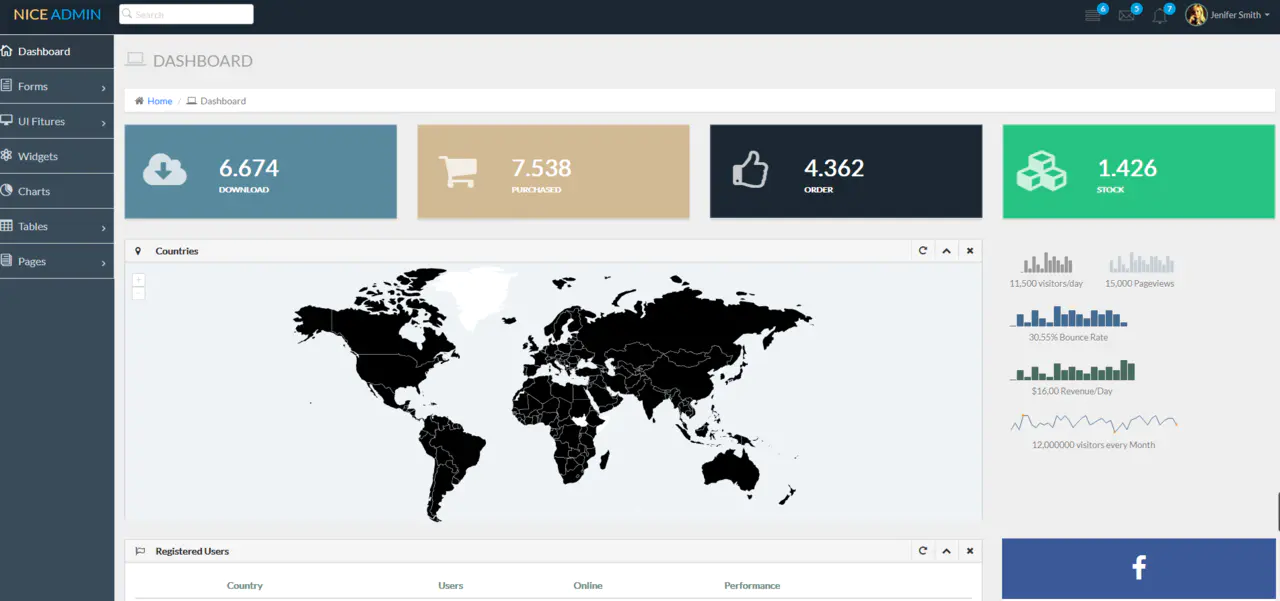 NICE ADMIN
Search
6
5
7
Jenifer Smith
Dashboard
Forms
UI Fitures
Widgets
Charts
Tables
Pages
DASHBOARD
Home / Dashboard
6.674
DOWNLOAD
7.538
PURCHASED
4.362
ORDER
1.426
STOCK
Countries
+
-
11,500 visitors/day
15,000 Pageviews
30.55% Bounce Rate
$16,00 Revenue/Day
12,000000 visitors every Month
Registered Users
Country Users Online Performance